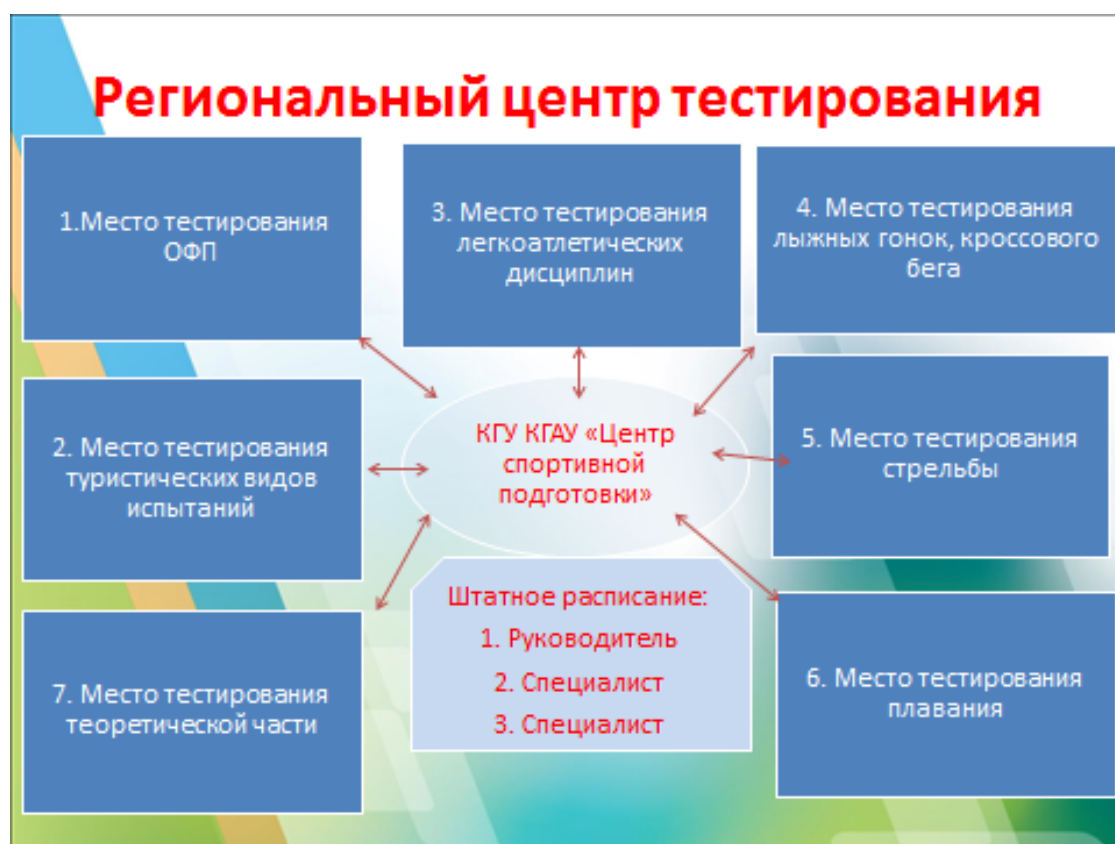 Региональный центр тестирования
1.Место тестирования
ОФП
3. Место тестирования
легкоатлетических
дисциплин
4. Место тестирования
лыжных гонок, кроссового
бега
2. Место тестирования
туристических видов
испытаний
КГУ КГАУ «Центр
спортивной
подготовки»
5. Место тестирования
стрельбы
7. Место тестирования
теоретической части
Штатное расписание:
1. Руководитель
2. Специалист
3. Специалист
6. Место тестирования
плавания